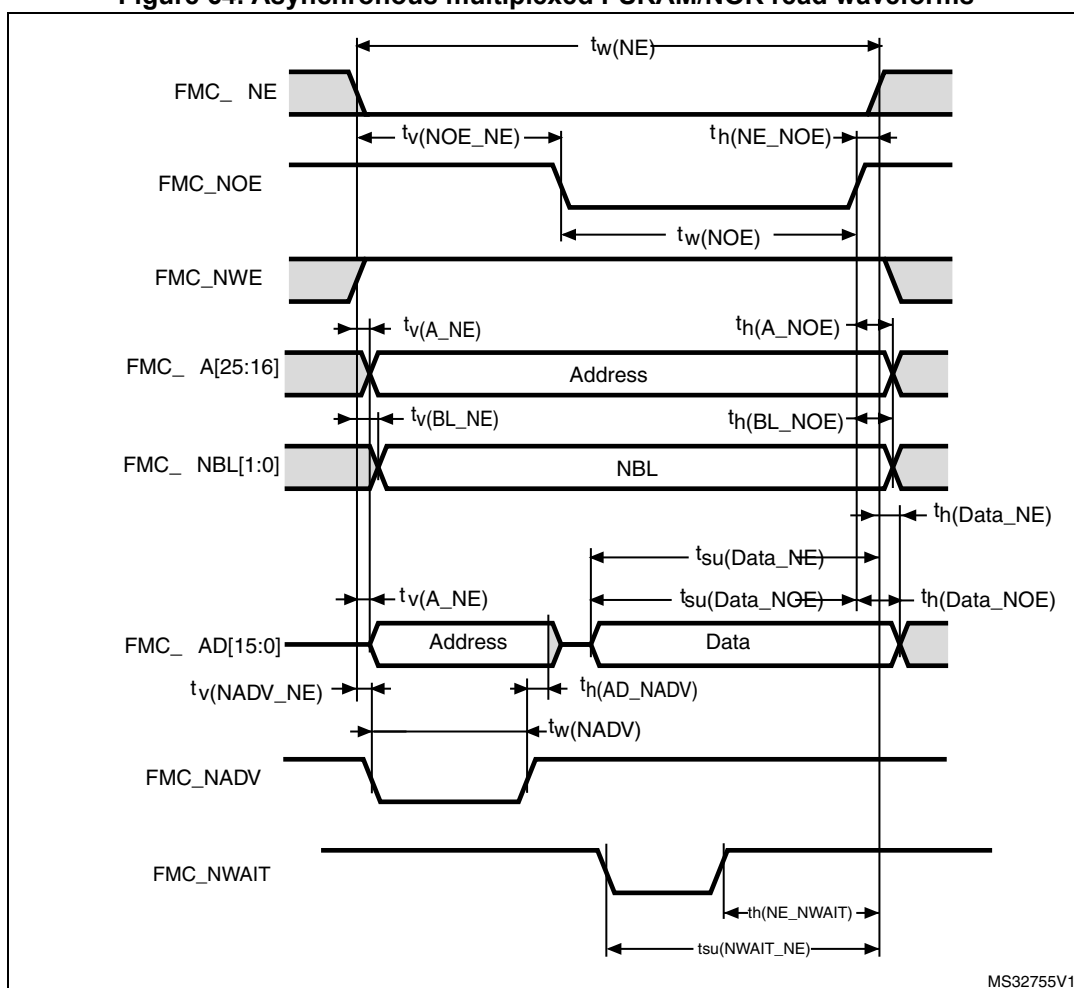 Figure 64. Asynchronous multiplexed PSRAM/NOR read waveforms
tw(NE)
FMC_ NE
tv(NOE_NE)
th(NE_NOE)
FMC_NOE
tw(NOE)
FMC_NWE
tv(A_NE)
th(A_NOE)
FMC_ A[25:16]
Address
tv(BL_NE)
th(BL_NOE)
FMC_ NBL[1:0]
NBL
th(Data_NE)
tsu(Data_NE)
tv(A_NE)
tsu(Data_NOE)
th(Data_NOE)
FMC_ AD[15:0]
Address
Data
tv(NADV_NE)
th(AD_NADV)
tw(NADV)
FMC_NADV
FMC_NWAIT
th(NE_NWAIT)
tsu(NWAIT_NE)
MS32755V1